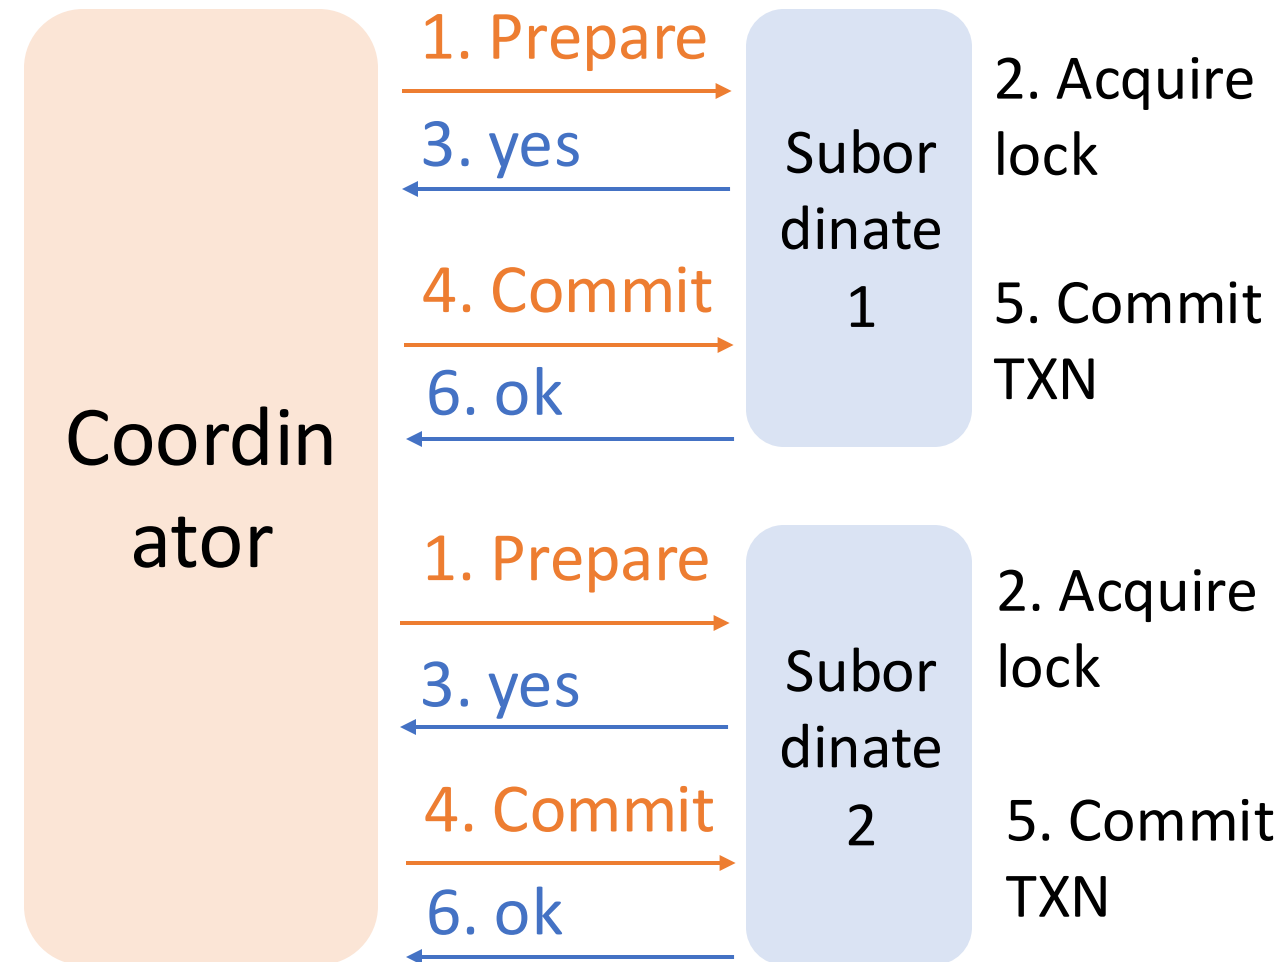 Coordin
ator
1. Prepare
3. yes
4. Commit
6. ok
Subor
dinate
1
2. Acquire
lock
5. Commit
TXN
1. Prepare
3. yes
4. Commit
6. ok
Subor
dinate
2
2. Acquire
lock
5. Commit
TXN